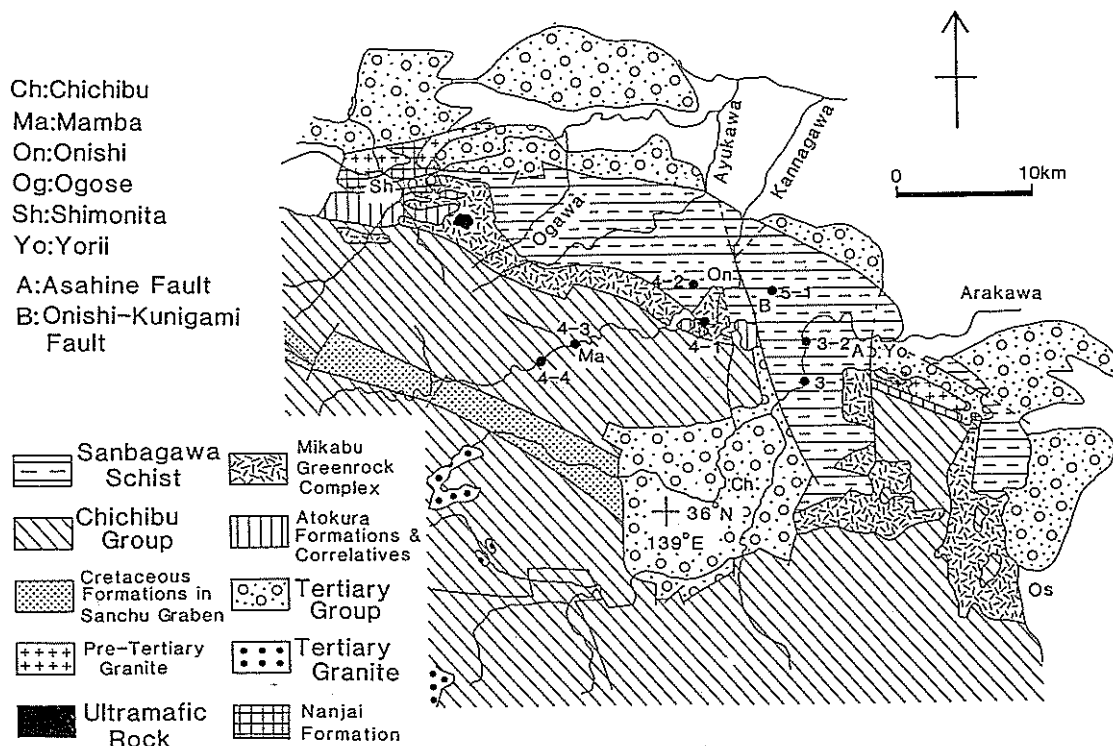 Ch:Chichibu
Ma:Mamba
On:Onishi
Og:Ogose
Sh:Shimonita
Yo:Yorii
A:Asahine Fault
B:Onishi-Kunigami
Fault
Ayukawa
Kannagawa
0 10km
Sh
Ogawa
4-2
On
5-1
B
Arakawa
4-3
4-1
3-2
A
Yo
Ma
4-4
3-
Ch
36°N
139°E
Os
Sanbagawa
Schist
Mikabu
Greenrock
Complex
Chichibu
Group
Atokura
Formations &
Correlatives
Cretaceous
Formations in
Sanchu Graben
Tertiary
Group
Pre-Tertiary
Granite
Tertiary
Granite
Ultramafic
Rock
Nanjai
Formation